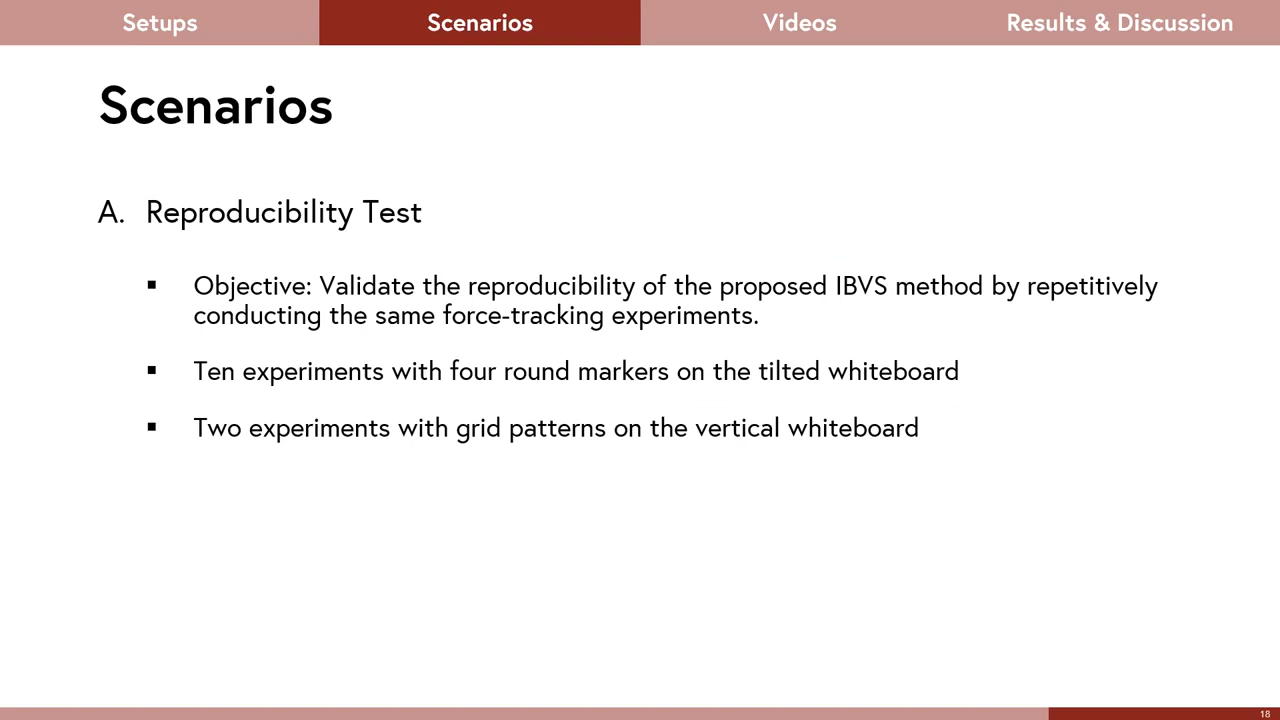 Setups
Scenarios
Videos
Results & Discussion
Scenarios
A. Reproducibility Test
▪ Objective: Validate the reproducibility of the proposed IBVS method by repetitively
conducting the same force-tracking experiments.
▪ Ten experiments with four round markers on the tilted whiteboard
▪ Two experiments with grid patterns on the vertical whiteboard
18